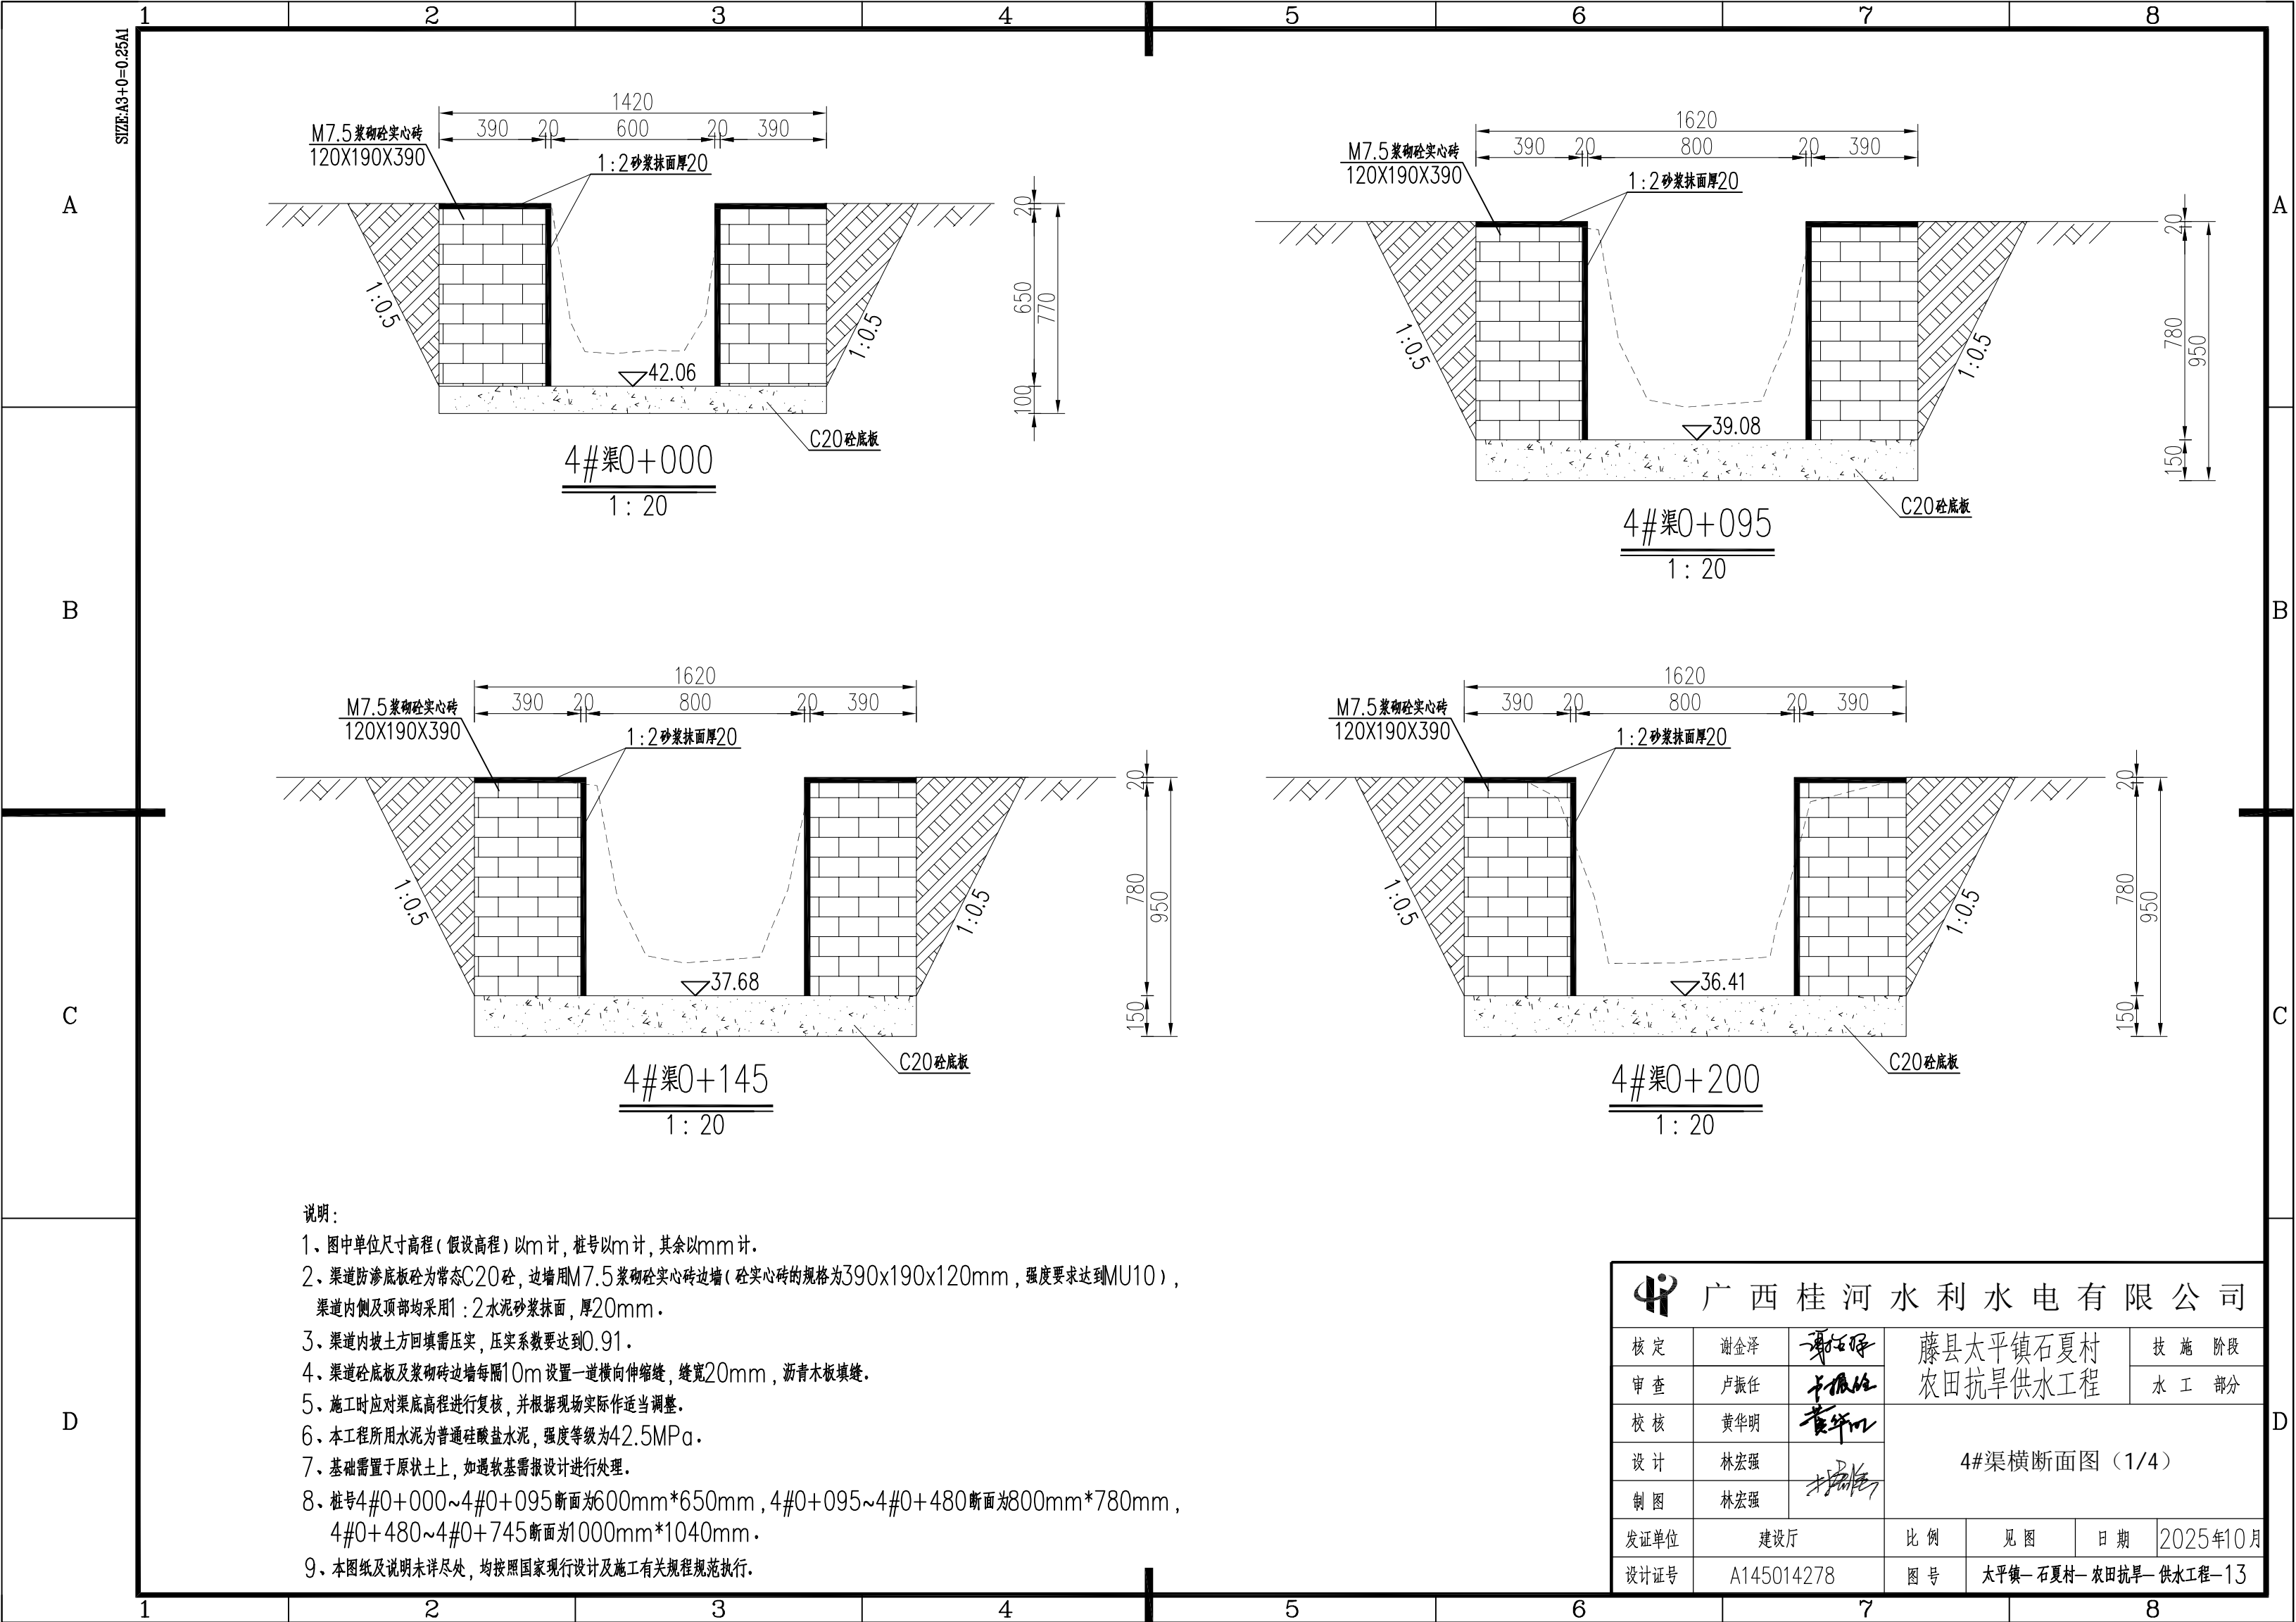 1 2 3 4 5 6 7 8
SIZE:A3+0=0.25A1
A
B
C
D
A
B
C
D
1420
390 20 600 20 390
M7.5浆砌砼实心砖
120X190X390
1:2砂浆抹面厚20
1:0.5
1:0.5
42.06
20
650
770
100
C20砼底板
4#渠0+000
1:20
1620
390 20 800 20 390
M7.5浆砌砼实心砖
120X190X390
1:2砂浆抹面厚20
1:0.5
1:0.5
39.08
20
780
950
150
C20砼底板
4#渠0+095
1:20
1620
390 20 800 20 390
M7.5浆砌砼实心砖
120X190X390
1:2砂浆抹面厚20
1:0.5
1:0.5
37.68
20
780
950
150
C20砼底板
4#渠0+145
1:20
1620
390 20 800 20 390
M7.5浆砌砼实心砖
120X190X390
1:2砂浆抹面厚20
1:0.5
1:0.5
36.41
20
780
950
150
C20砼底板
4#渠0+200
1:20
说明:
1、图中单位尺寸高程(假设高程)以m计,桩号以m计,其余以mm计.
2、渠道防渗底板砼为常态C20砼,边墙用M7.5浆砌砼实心砖边墙(砼实心砖的规格为390x190x120mm,强度要求达到MU10),
渠道内侧及顶部均采用1:2水泥砂浆抹面,厚20mm.
3、渠道内坡土方回填需压实,压实系数要达到0.91.
4、渠道砼底板及浆砌砖边墙每隔10m设置一道横向伸缩缝,缝宽20mm,沥青木板填缝.
5、施工时应对渠底高程进行复核,并根据现场实际作适当调整.
6、本工程所用水泥为普通硅酸盐水泥,强度等级为42.5MPa.
7、基础需置于原状土上,如遇软基需报设计进行处理.
8、桩号4#0+000~4#0+095断面为600mm*650mm,4#0+095~4#0+480断面为800mm*780mm,
4#0+480~4#0+745断面为1000mm*1040mm.
9、本图纸及说明未详尽处,均按照国家现行设计及施工有关规程规范执行.
广西桂河水利水电有限公司
核定 谢金泽
审查 卢振任 卢振任
校核 黄华明 黄华明
设计 林宏强
制图 林宏强
藤县太平镇石夏村
农田抗旱供水工程
技施 阶段
水工 部分
4#渠横断面图(1/4)
发证单位 建设厅 比例 见图 日期 2025年10月
设计证号 A145014278 图号 太平镇—石夏村—农田抗旱—供水工程—13
1 2 3 4 5 6 7 8